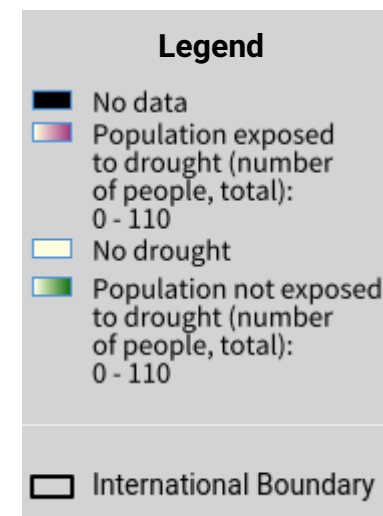 Legend
No data
Population exposed
to drought (number
of people, total):
0 - 110
No drought
Population not exposed
to drought (number
of people, total):
0 - 110
International Boundary